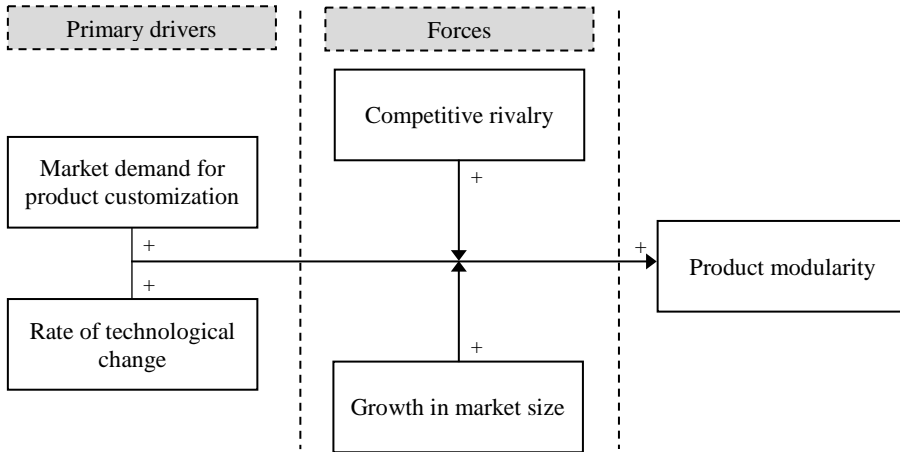 Primary drivers
Forces
Competitive rivalry
+
Market demand for
product customization
+
+
Rate of technological
change
+
Product modularity
+
Growth in market size